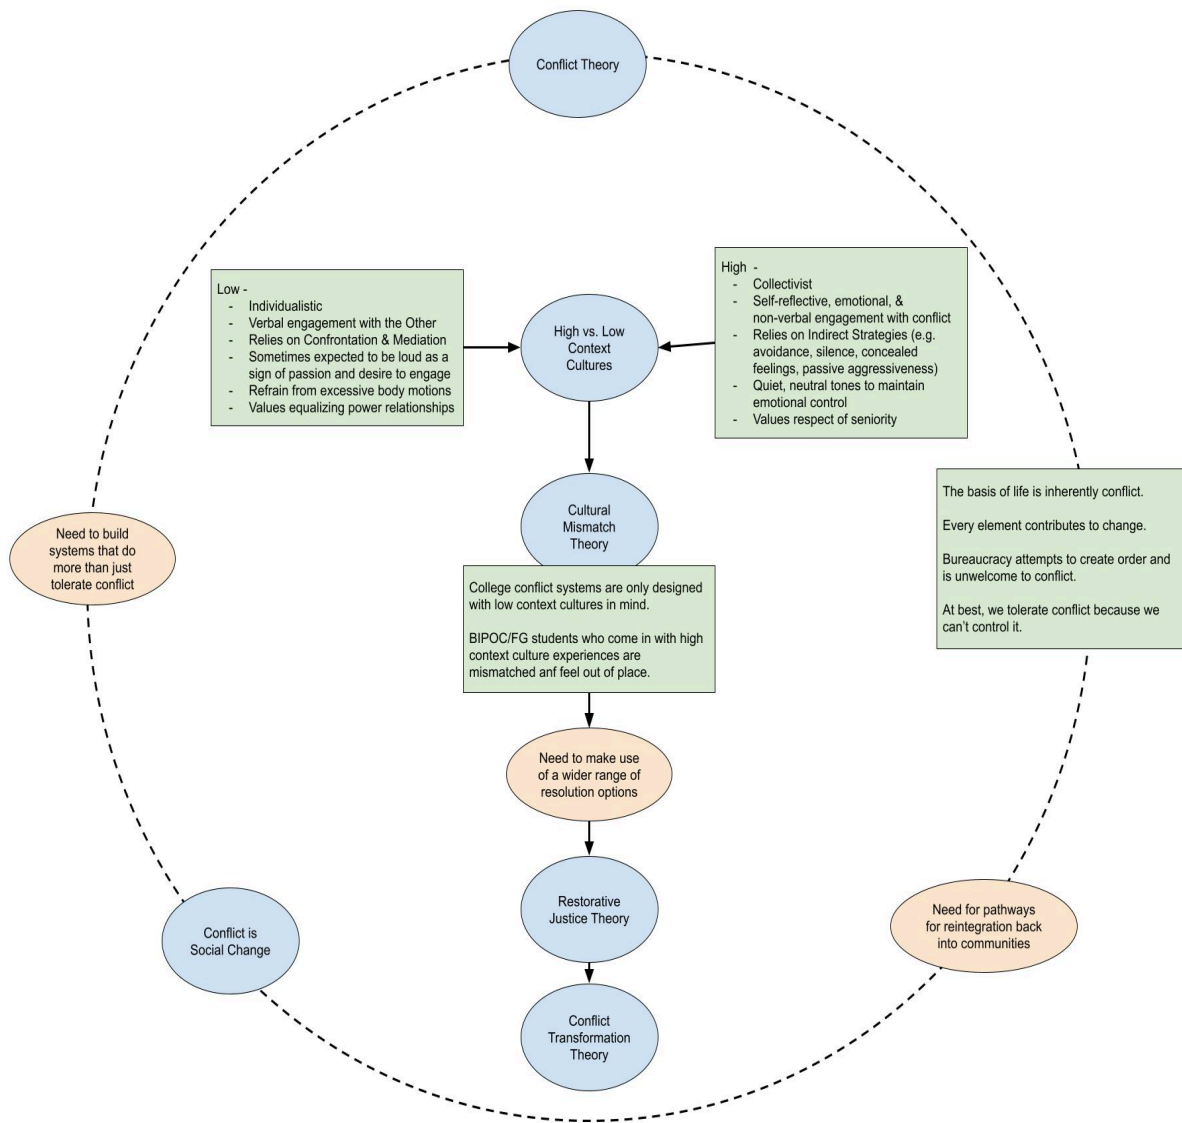 Conflict Theory
Low -
- Individualistic
- Verbal engagement with the Other
- Relies on Confrontation & Mediation
- Sometimes expected to be loud as a
sign of passion and desire to engage
- Refrain from excessive body motions
- Values equalizing power relationships
High vs. Low
Context
Cultures
High -
- Collectivist
- Self-reflective, emotional, &
non-verbal engagement with conflict
- Relies on Indirect Strategies (e.g.
avoidance, silence, concealed
feelings, passive aggressiveness)
- Quiet, neutral tones to maintain
emotional control
- Values respect of seniority
Cultural
Mismatch
Theory
College conflict systems are only designed
with low context cultures in mind.
BIPOC/FG students who come in with high
context culture experiences are
mismatched anf feel out of place.
The basis of life is inherently conflict.
Every element contributes to change.
Bureaucracy attempts to create order and
is unwelcome to conflict.
At best, we tolerate conflict because we
can't control it.
Need to build
systems that do
more than just
tolerate conflict
Need to make use
of a wider range of
resolution options
Restorative
Justice Theory
Conflict is
Social Change
Need for pathways
for reintegration back
into communities
Conflict
Transformation
Theory